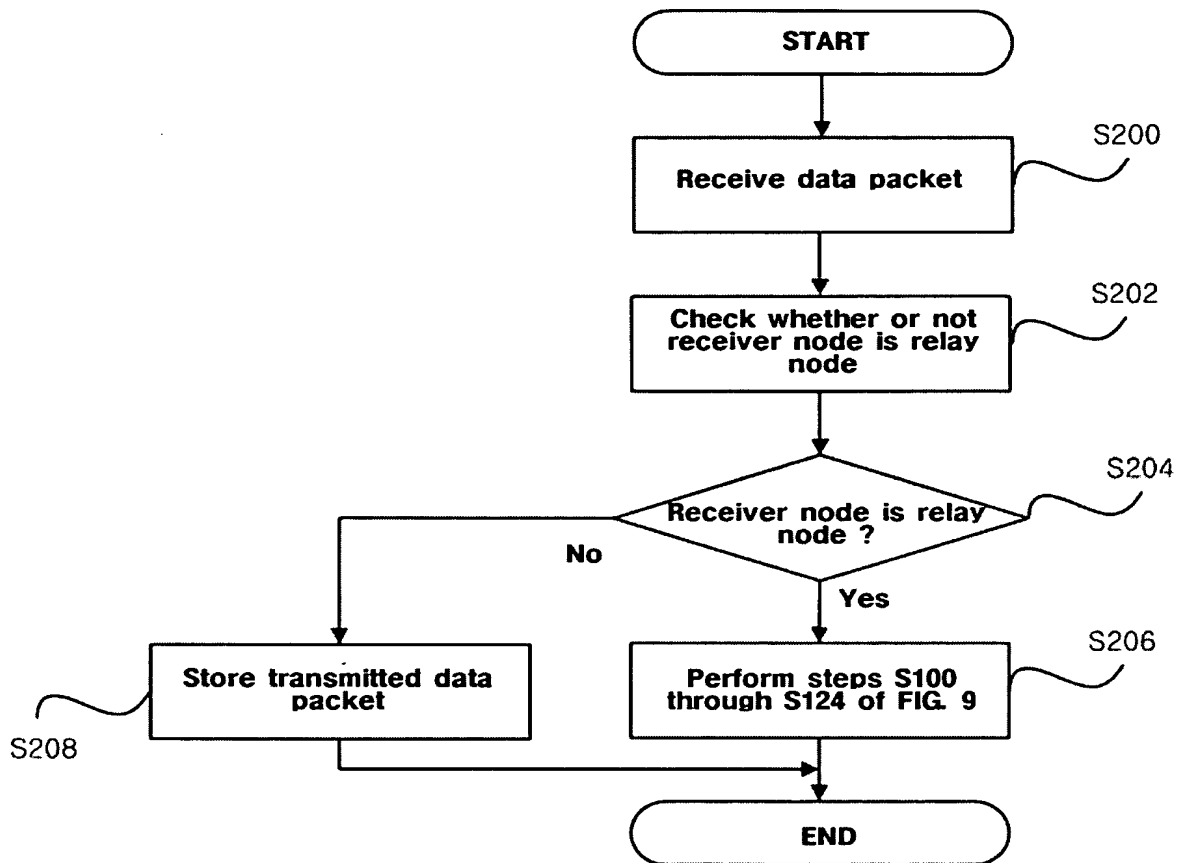 START
S200
Receive data packet
S202
Check whether or not
receiver node is relay
node
S204
Receiver node is relay
node ?
No
Yes
S206
Store transmitted data
packet
Perform steps S100
through S124 of FIG. 9
S208
END